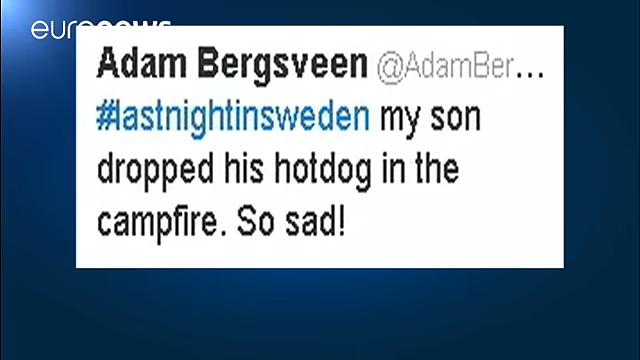 euronews.
Adam Bergsveen @AdamBer...
#lastnightinsweden my son
dropped his hotdog in the
campfire. So sad!